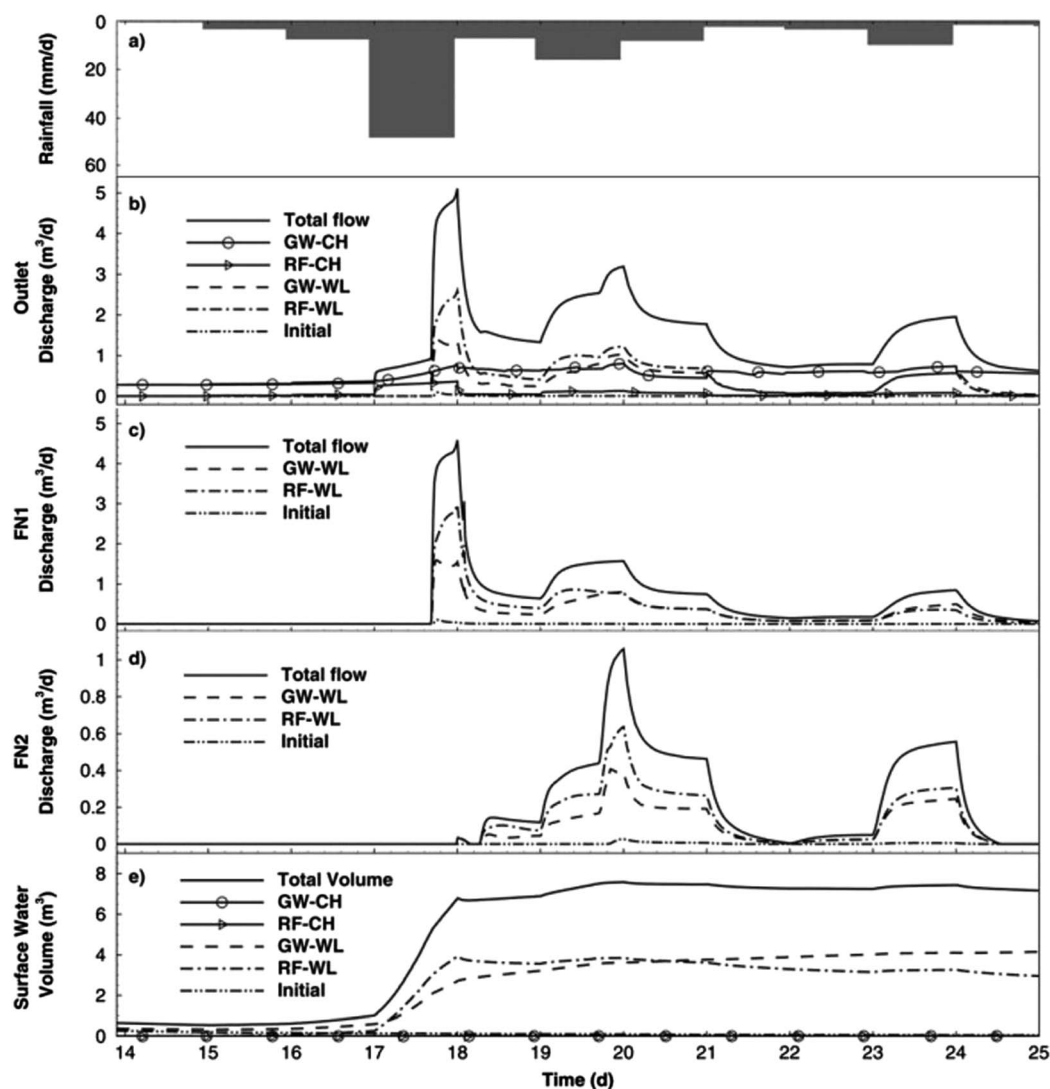 a)
Rainfall (mm/d)
0
20
40
60
b)
Outlet
Discharge (m³/d)
5
4
3
2
1
0
Total flow
GW-CH
RF-CH
GW-WL
RF-WL
Initial
c)
FN1
Discharge (m³/d)
5
4
3
2
1
0
Total flow
GW-WL
RF-WL
Initial
d)
FN2
Discharge (m³/d)
1
0.8
0.6
0.4
0.2
0
Total flow
GW-WL
RF-WL
Initial
e)
Surface Water
Volume (m³)
8
6
4
2
0
Total Volume
GW-CH
RF-CH
GW-WL
RF-WL
Initial
14 15 16 17 18 19 20 21 22 23 24 25
Time (d)